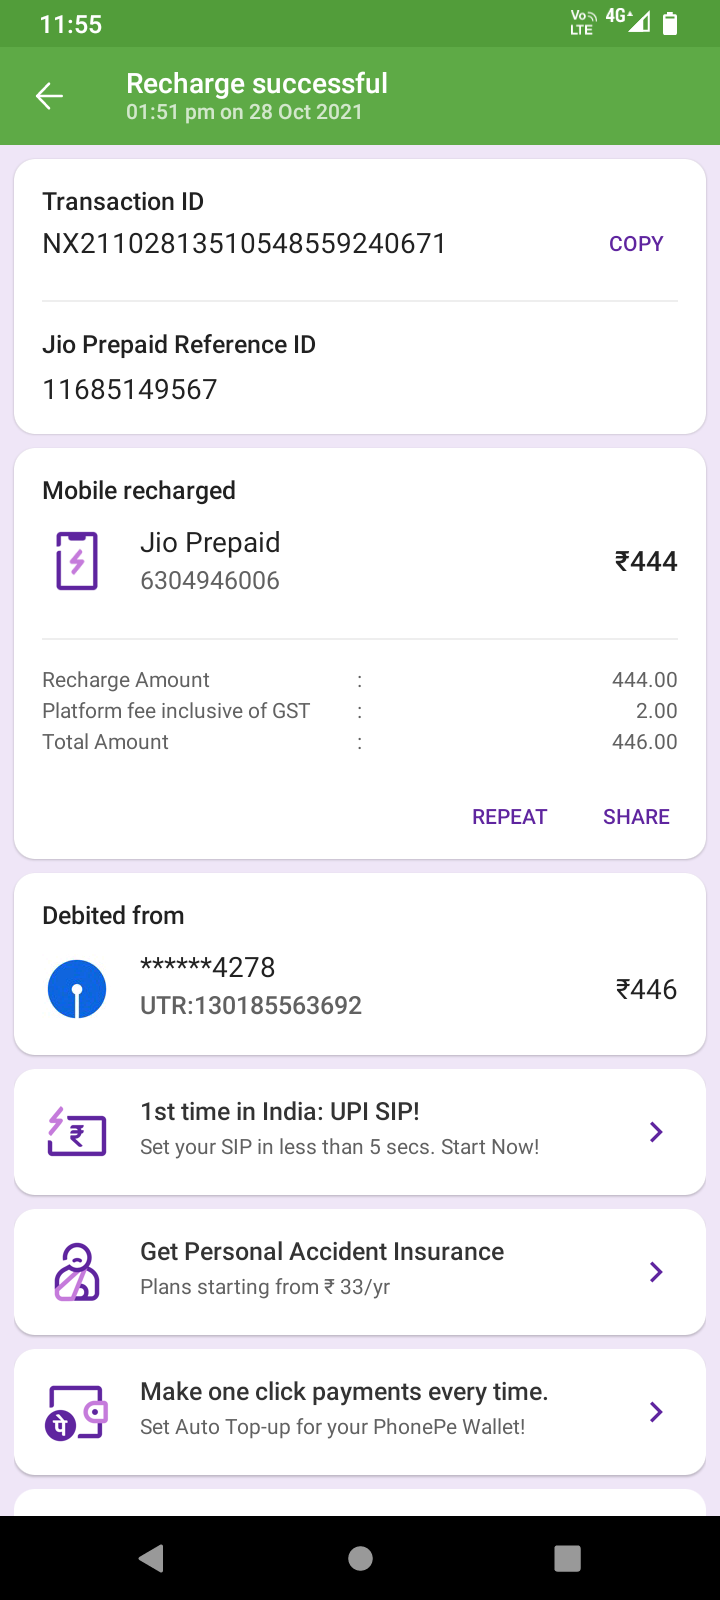 11:55
Vo LTE 4G
Recharge successful
01:51 pm on 28 Oct 2021
Transaction ID
NX21102813510548559240671 COPY
Jio Prepaid Reference ID
11685149567
Mobile recharged
Jio Prepaid
6304946006
₹444
Recharge Amount : 444.00
Platform fee inclusive of GST : 2.00
Total Amount : 446.00
REPEAT SHARE
Debited from
******4278
UTR:130185563692
₹446
1st time in India: UPI SIP!
Set your SIP in less than 5 secs. Start Now!
₹
Get Personal Accident Insurance
Plans starting from ₹ 33/yr
Make one click payments every time.
Set Auto Top-up for your PhonePe Wallet!
पे